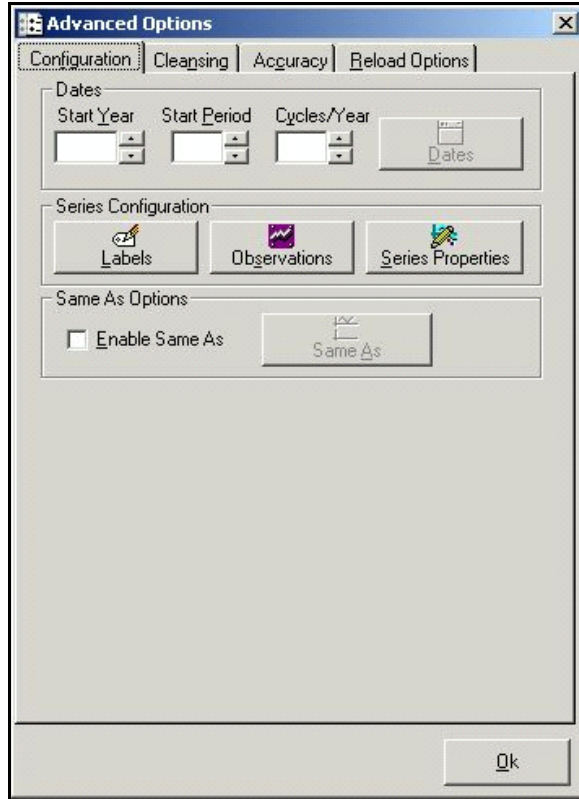 Advanced Options
Configuration Cleansing Accuracy Reload Options
Dates
Start Year Start Period Cycles/Year
Dates
Series Configuration
Labels Observations Series Properties
Same As Options
Enable Same As Same As
Ok